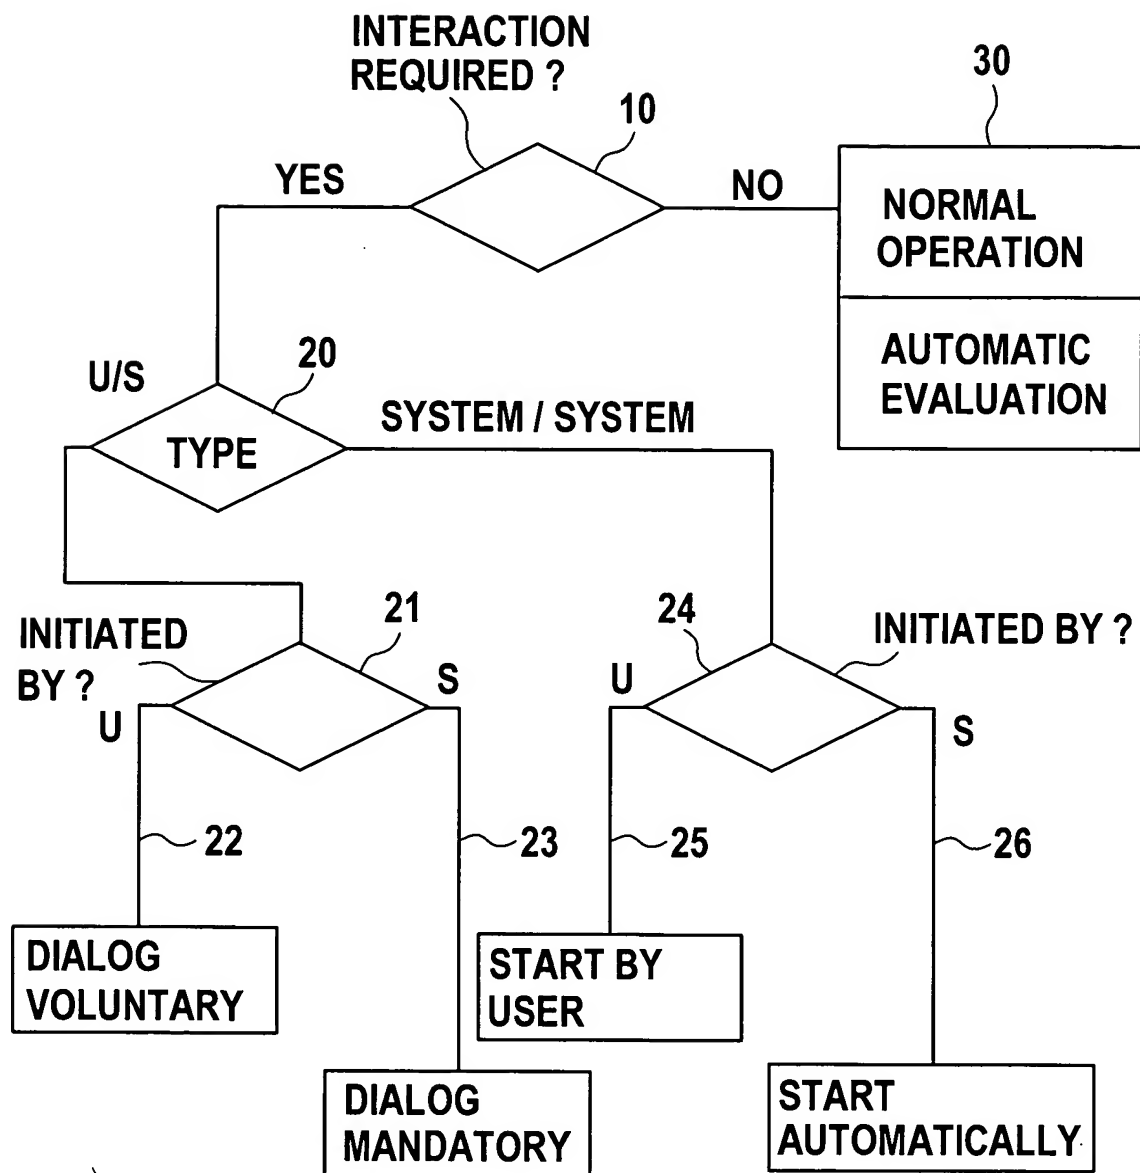 INTERACTION
REQUIRED ?
30
10
YES
NO
NORMAL
OPERATION
AUTOMATIC
EVALUATION
U/S
20
SYSTEM / SYSTEM
TYPE
INITIATED
BY ?
21
24
INITIATED BY ?
U
S
U
S
22
23
25
26
DIALOG
VOLUNTARY
START BY
USER
DIALOG
MANDATORY
START
AUTOMATICALLY